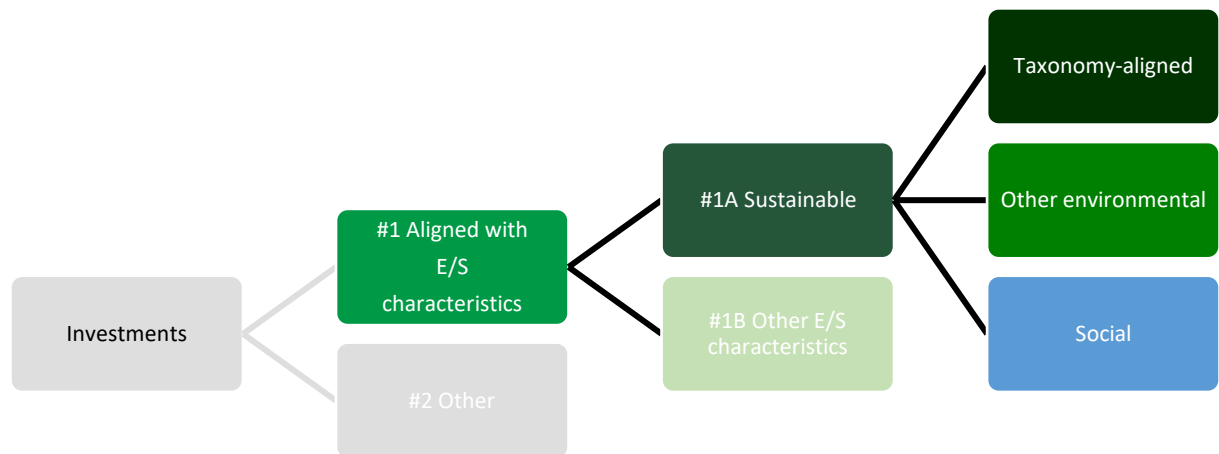 Taxonomy-aligned
#1A Sustainable
Other environmental
#1 Aligned with
E/S
characteristics
Investments
#1B Other E/S
characteristics
Social
#2 Other